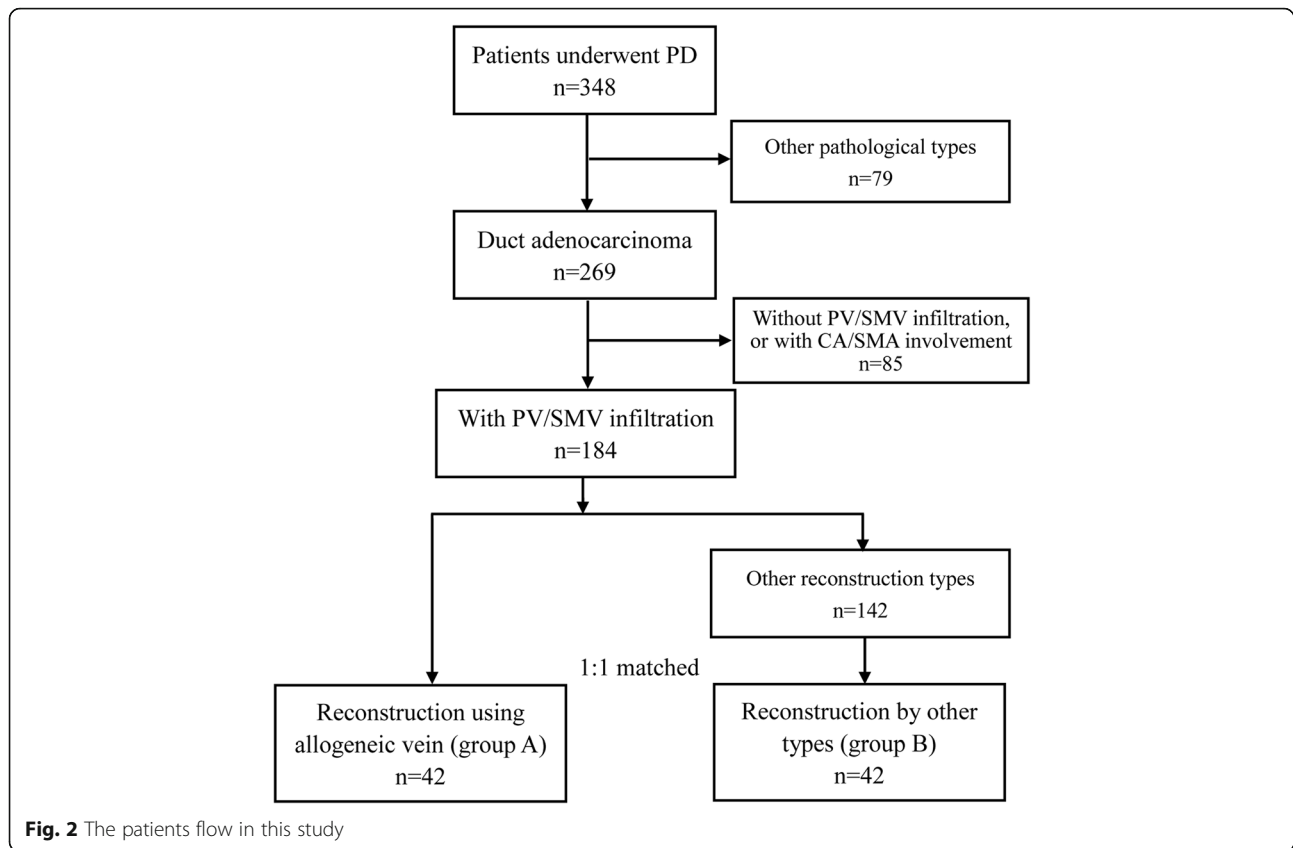 Patients underwent PD
n=348
Other pathological types
n=79
Duct adenocarcinoma
n=269
Without PV/SMV infiltration,
or with CA/SMA involvement
n=85
With PV/SMV infiltration
n=184
Other reconstruction types
n=142
1:1 matched
Reconstruction using
allogeneic vein (group A)
n=42
Reconstruction by other
types (group B)
n=42
Fig. 2 The patients flow in this study